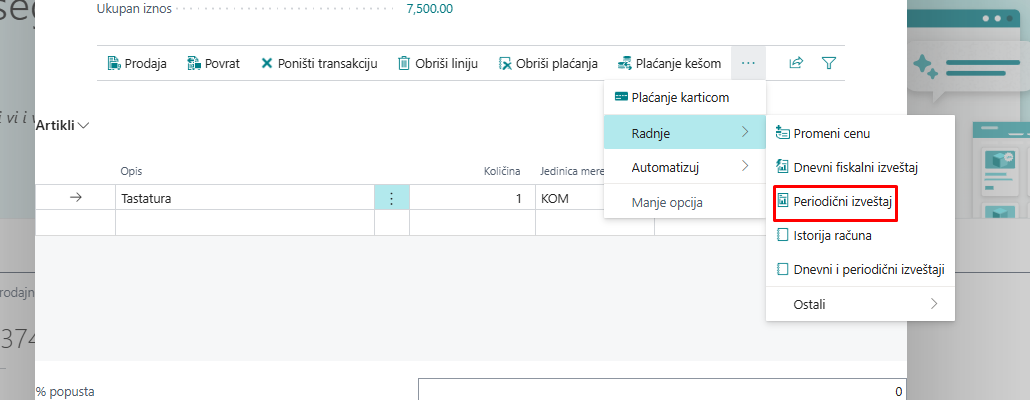 seg
Ukupan iznos 7,500.00
Prodaja Povrat Poništi transakciju Obriši liniju Obriši plaćanja Plaćanje kešom ...
Plaćanje karticom
i vi i v
Artikli
Radnje
Promeni cenu
Automatizuj
Dnevni fiskalni izveštaj
Opis Količina Jedinica mere
Tastatura 1 KOM
Manje opcija
Periodični izveštaj
Istorija računa
Dnevni i periodični izveštaji
rodajn
Ostali
374
% popusta 0